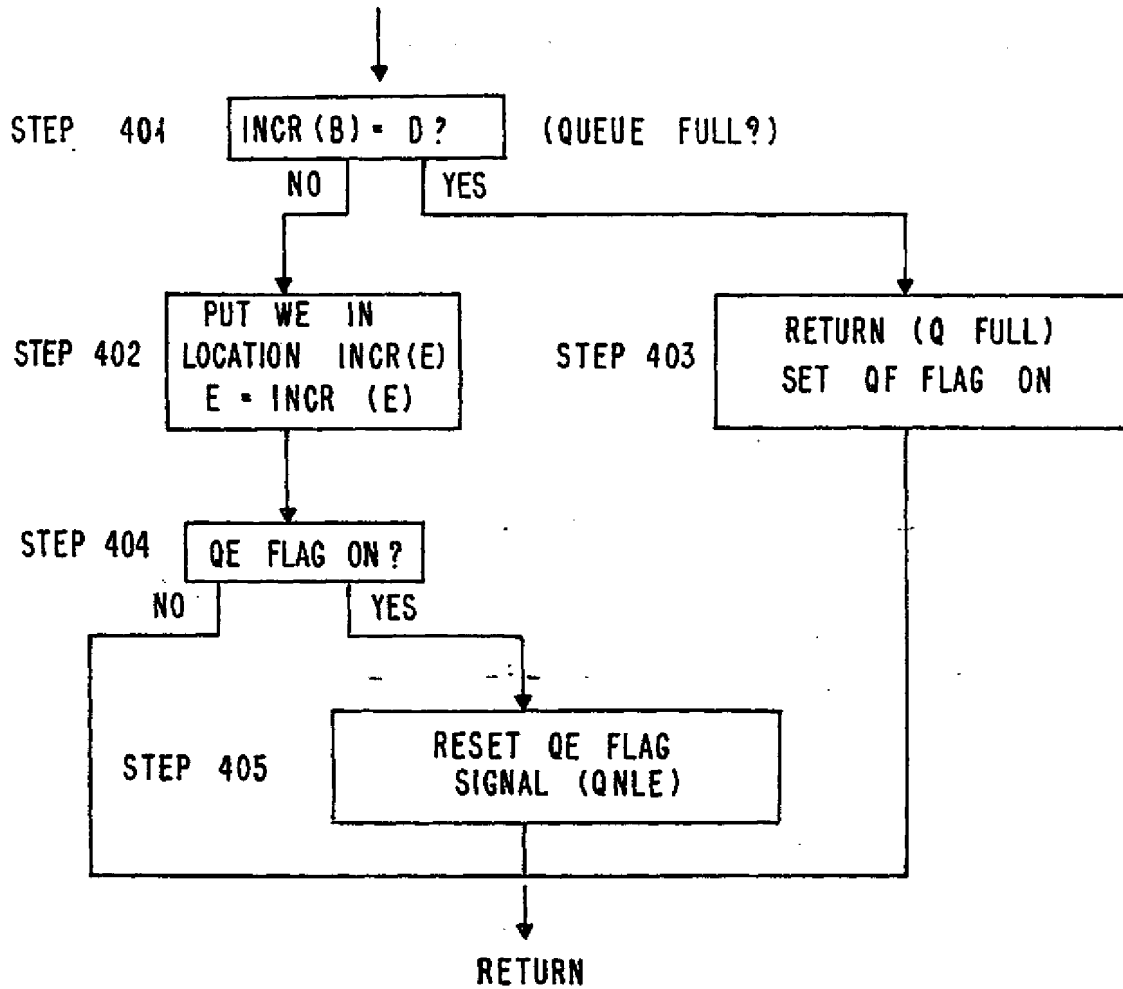 STEP 401 INCR(B) = D? (QUEUE FULL?)
NO YES
STEP 402
PUT WE IN
LOCATION INCR(E)
E = INCR (E)
STEP 403
RETURN (Q FULL)
SET QF FLAG ON
STEP 404 QE FLAG ON?
NO YES
STEP 405
RESET QE FLAG
SIGNAL (QNLE)
RETURN